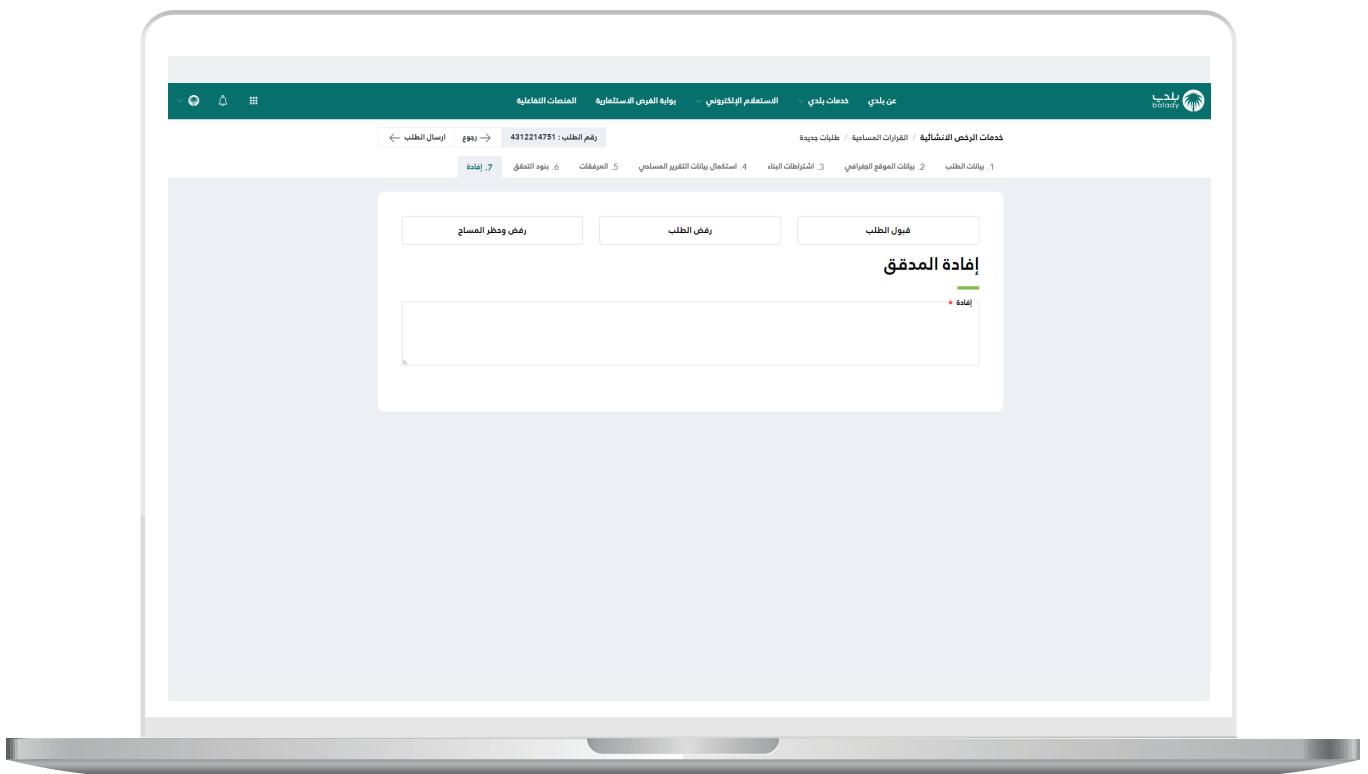 بلدي
balady
عن بلدي
خدمات بلدي
الاستعلام الإلكتروني
بوابة الفرص الاستثمارية
المنصات التفاعلية
خدمات الرخص الانشائية / القرارات المساحية / طلبات جديدة
رقم الطلب : 4312214751
رجوع
ارسال الطلب
1. بيانات الطلب
2. بيانات الموقع الجغرافي
3. اشتراطات البناء
4. استكمال بيانات التقرير المساحي
5. المرفقات
6. بنود التحقق
7. إفادة
قبول الطلب
رفض الطلب
رفض وحظر المساح
إفادة المدقق
إفادة *